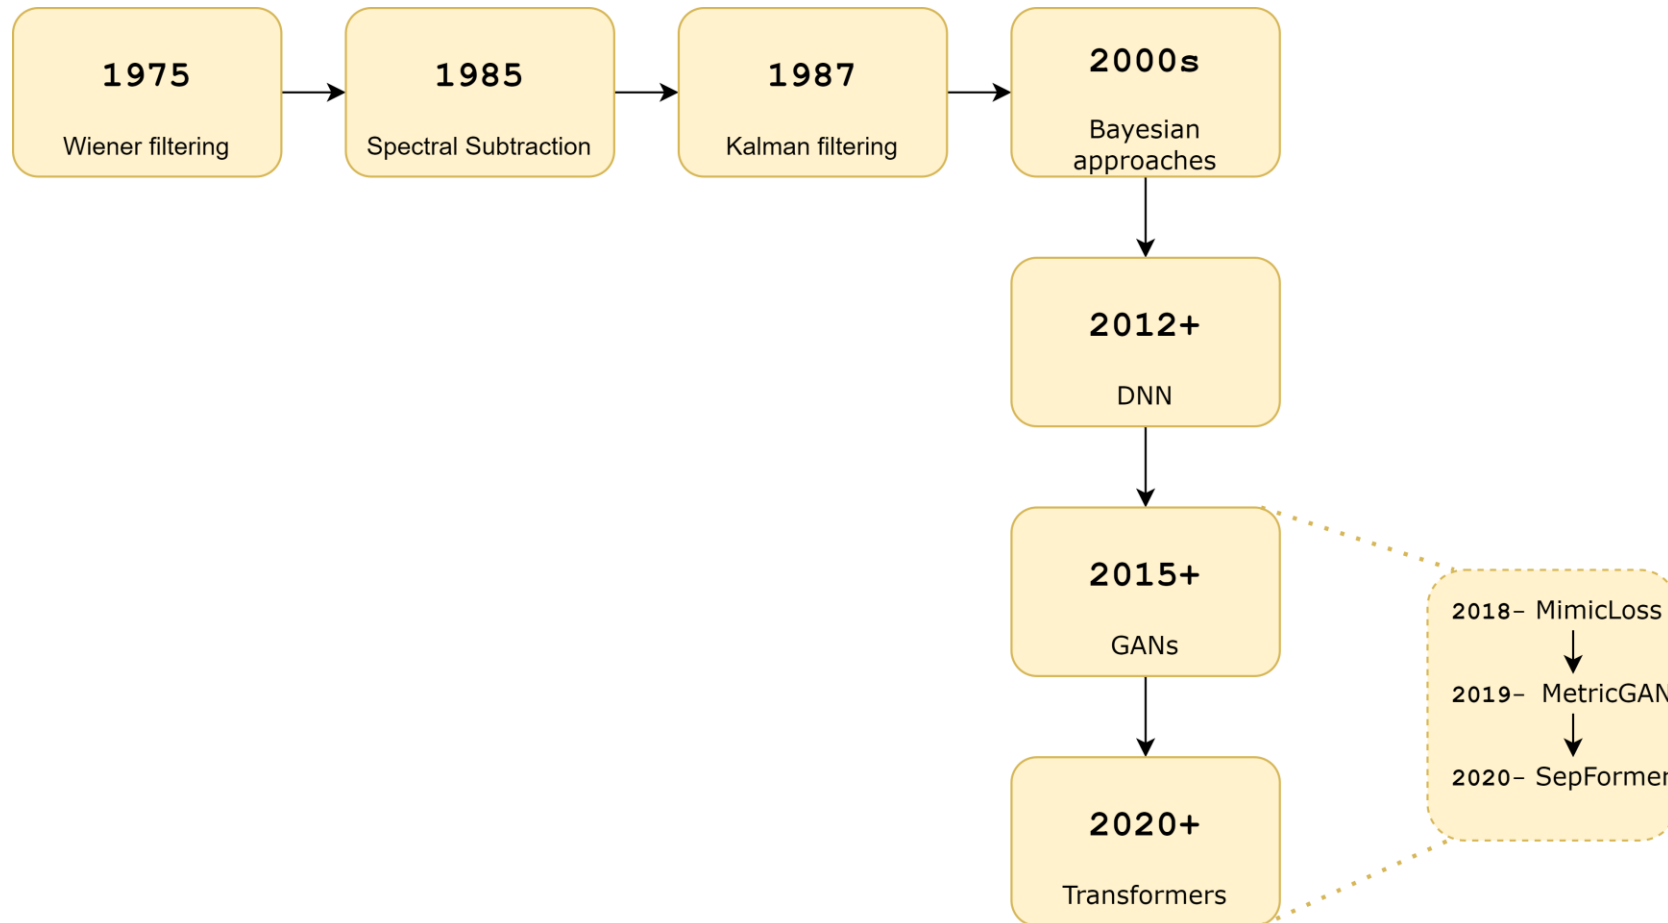 1975
Wiener filtering
1985
Spectral Subtraction
1987
Kalman filtering
2000s
Bayesian
approaches
2012+
DNN
2015+
GANs
2018- MimicLoss
2019- MetricGAN
2020- SepFormer
2020+
Transformers